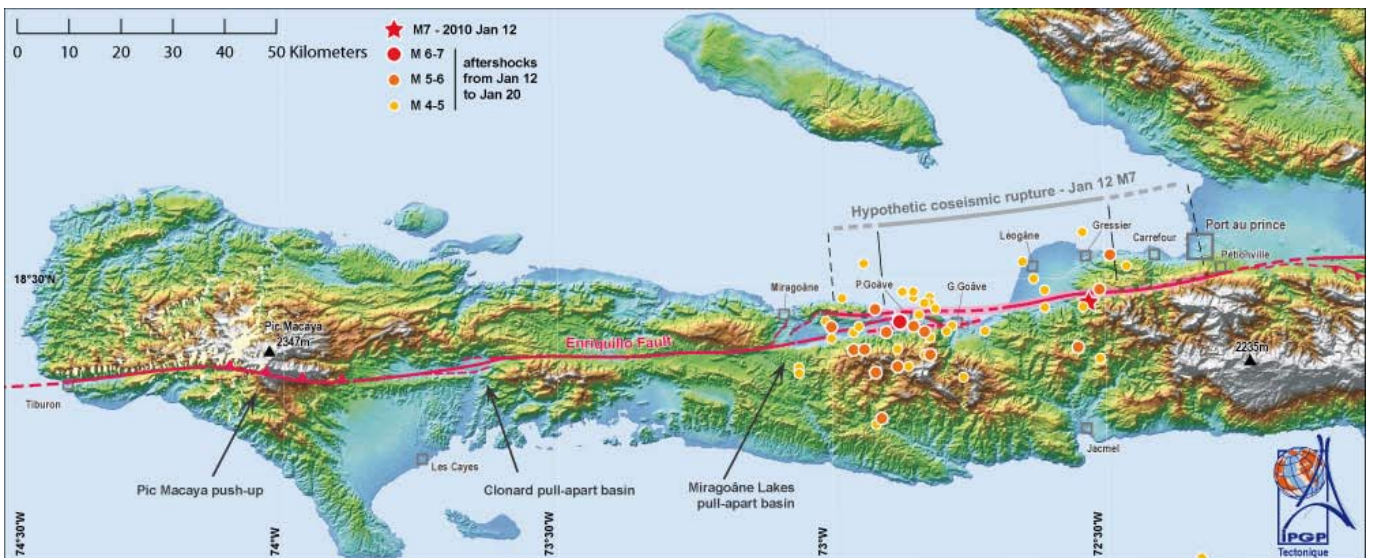 0 10 20 30 40 50 Kilometers
M7 - 2010 Jan 12
M 6-7
M 5-6
M 4-5
aftershocks
from Jan 12
to Jan 20
Hypothetic coseismic rupture - Jan 12 M7
Port au prince
Gressier
Carrefour
Léogâne
Pétionville
18°30'N
Miragoâne
P.Goâve
G.Goâve
Pic Macaya
2347m
Enriquillo Fault
2235m
Tiburon
Les Cayes
Jacmel
Pic Macaya push-up
Clonard pull-apart basin
Miragoâne Lakes
pull-apart basin
74°30'W
74°W
73°30'W
73°W
72°30'W
iPGP
Tectonique